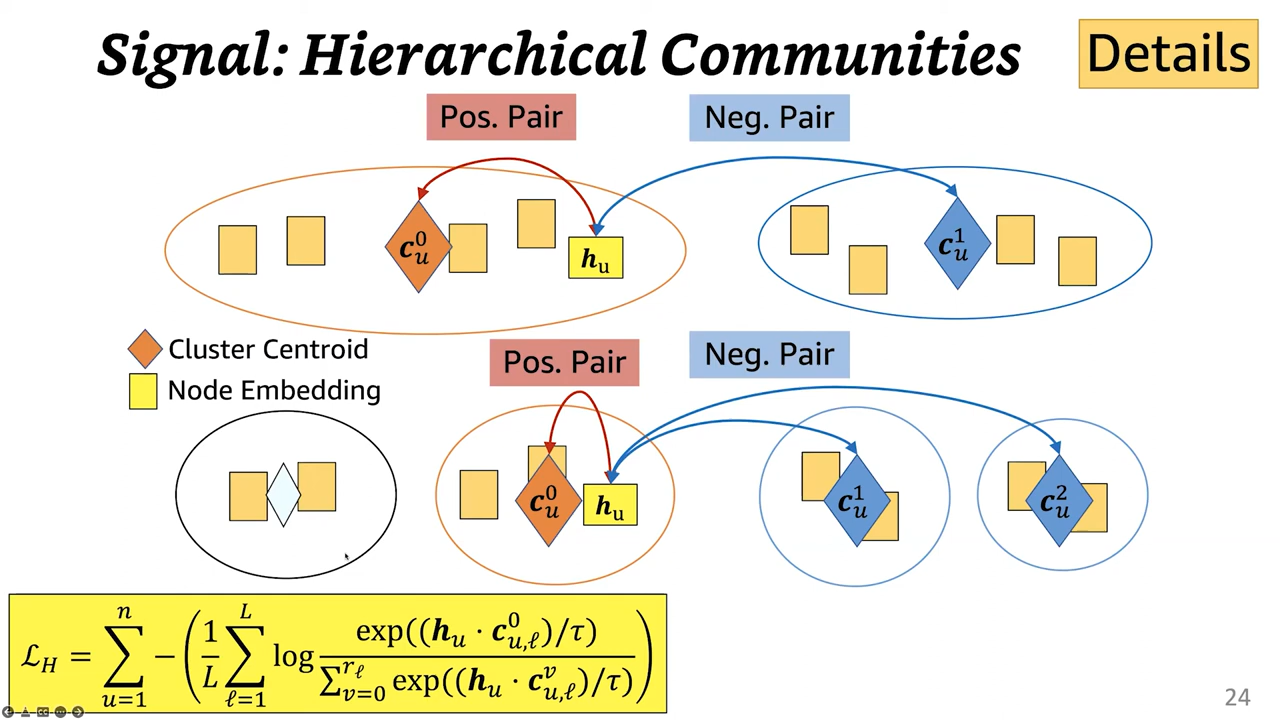 Signal: Hierarchical Communities
Details
Pos. Pair
Neg. Pair
c_u^0
h_u
c_u^1
Cluster Centroid
Node Embedding
Pos. Pair
Neg. Pair
c_u^0
h_u
c_u^1
c_u^2
ℒ_H = ∑_{u=1}^{n} −(1/L ∑_{ℓ=1}^{L} log exp((h_u · c_{u,ℓ}^0)/τ) / ∑_{v=0}^{r_ℓ} exp((h_u · c_{u,ℓ}^v)/τ))
24